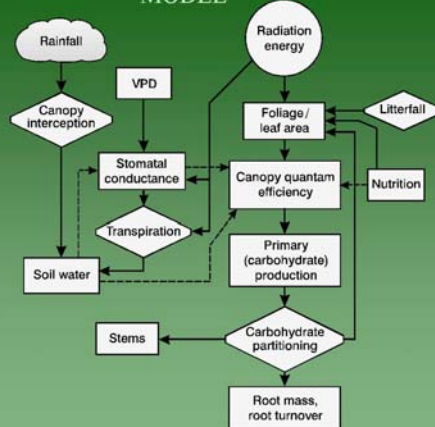 MODEL
Rainfall
Radiation
energy
VPD
Canopy
interception
Foliage/
leaf area
Litterfall
Stomatal
conductance
Canopy quantam
efficiency
Nutrition
Transpiration
Soil water
Primary
(carbohydrate)
production
Stems
Carbohydrate
partitioning
Root mass,
root turnover